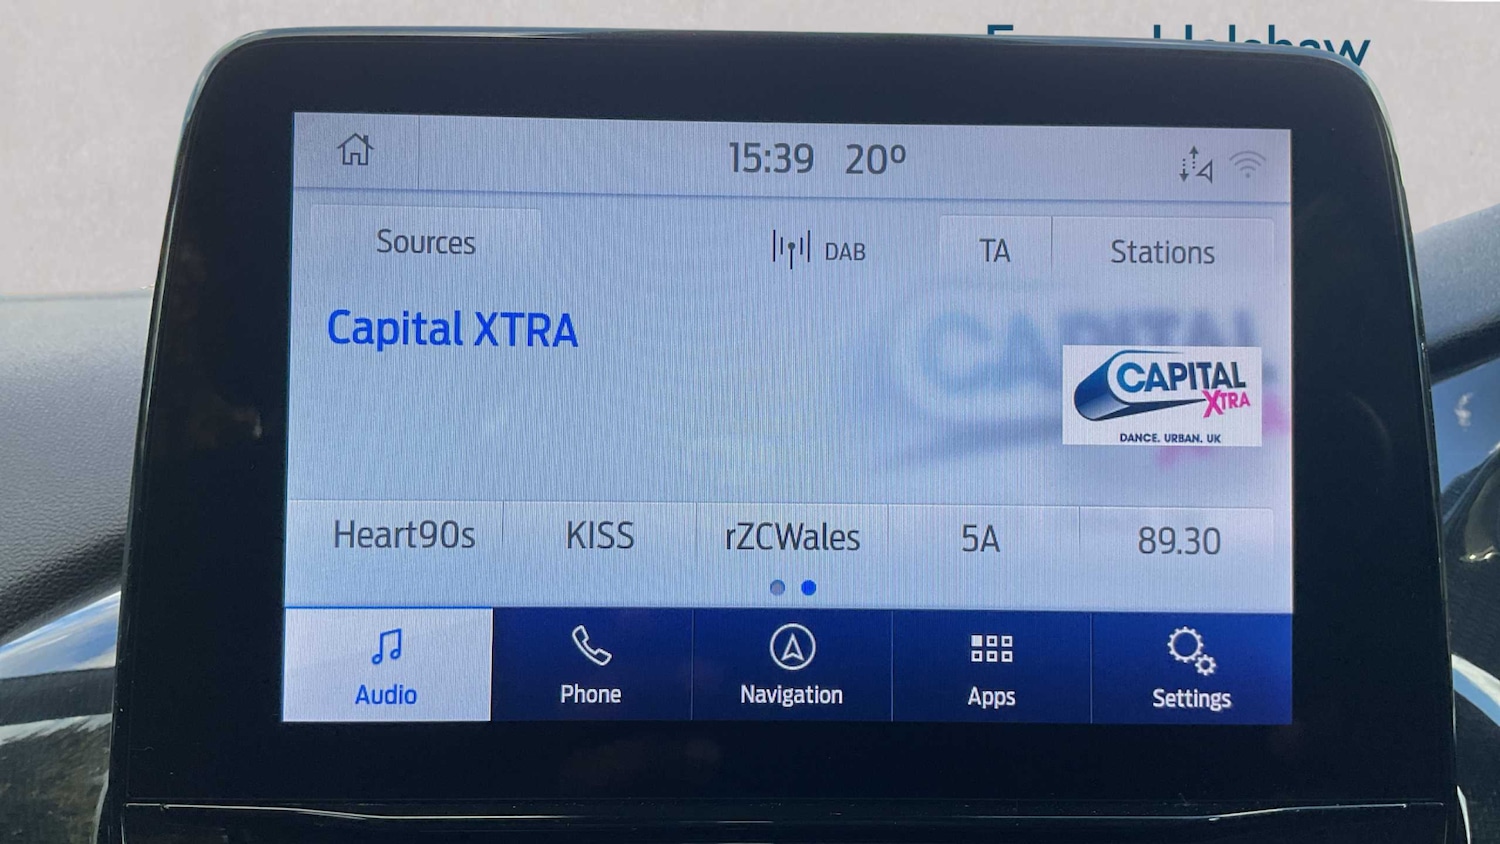 15:39 20º
Sources DAB TA Stations
Capital XTRA
CAPITAL
XTRA
DANCE. URBAN. UK
Heart90s KISS rZCWales 5A 89.30
Audio Phone Navigation Apps Settings